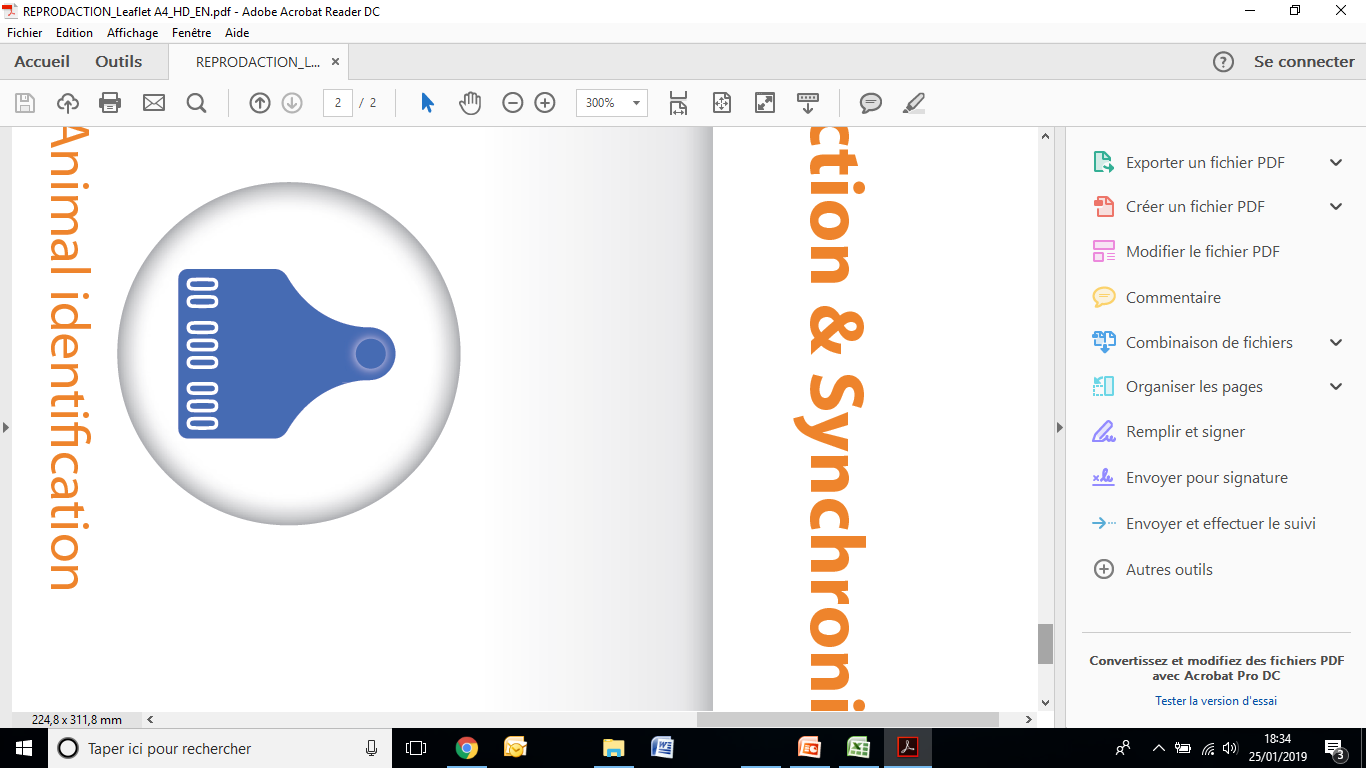 REPRODACTION_Leaflet A4_HD_EN.pdf - Adobe Acrobat Reader DC
Fichier Edition Affichage Fenêtre Aide
Accueil Outils REPRODACTION_L... × ? Se connecter
2 / 2 300%
Animal identification
00 000 000
ction & Synchroni
Exporter un fichier PDF
Créer un fichier PDF
Modifier le fichier PDF
Commentaire
Combinaison de fichiers
Organiser les pages
Remplir et signer
Envoyer pour signature
Envoyer et effectuer le suivi
Autres outils
Convertissez et modifiez des fichiers PDF
avec Acrobat Pro DC
Tester la version d'essai
224,8 x 311,8 mm
Taper ici pour rechercher
18:34
25/01/2019
3